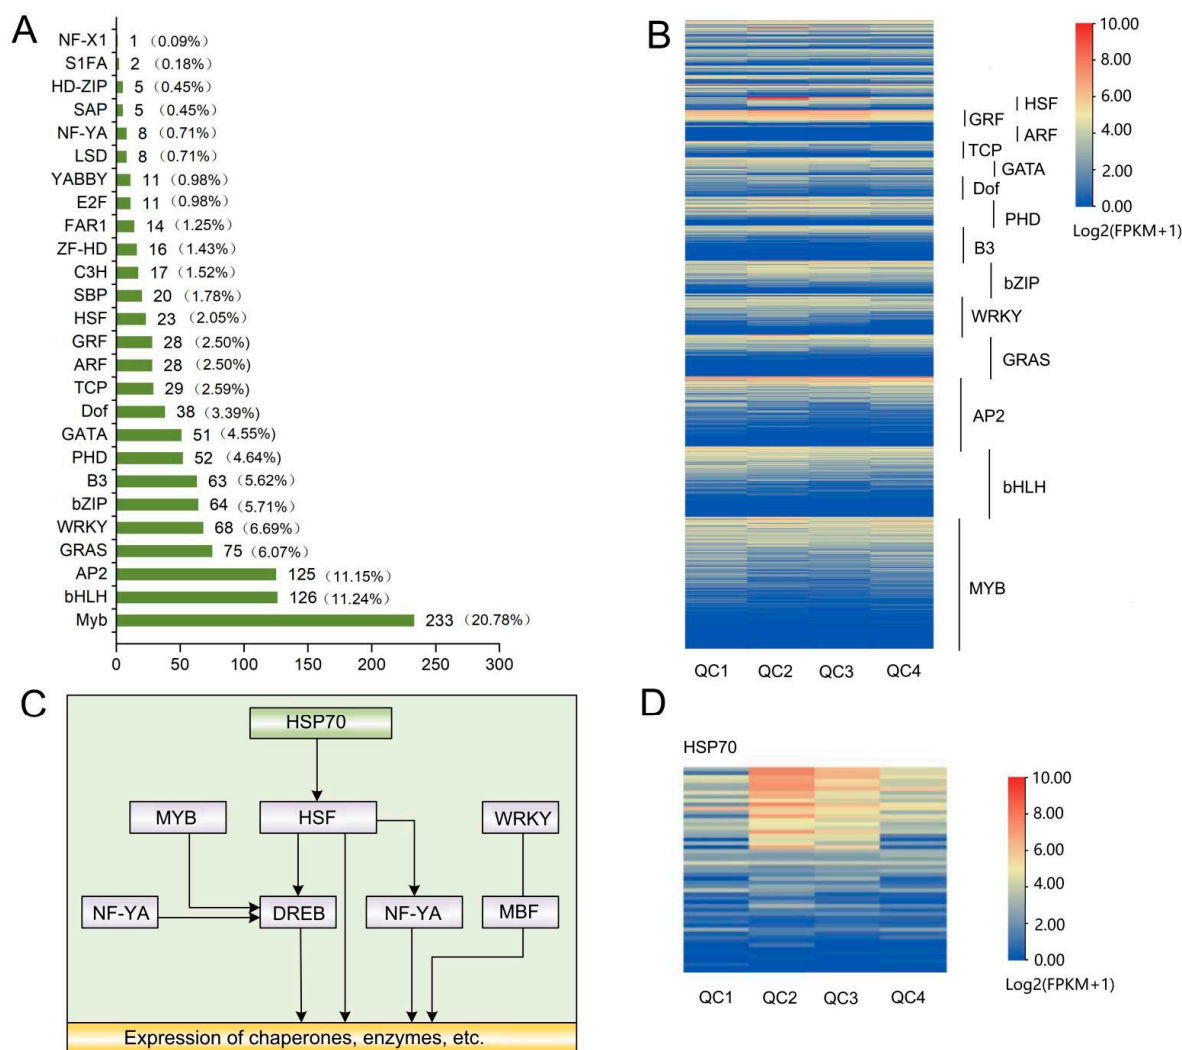 A
NF-X1 1 （0.09%）
S1FA 2 （0.18%）
HD-ZIP 5 （0.45%）
SAP 5 （0.45%）
NF-YA 8 （0.71%）
LSD 8 （0.71%）
YABBY 11 （0.98%）
E2F 11 （0.98%）
FAR1 14 （1.25%）
ZF-HD 16 （1.43%）
C3H 17 （1.52%）
SBP 20 （1.78%）
HSF 23 （2.05%）
GRF 28 （2.50%)
ARF 28 （2.50%）
TCP 29 （2.59%）
Dof 38 （3.39%）
GATA 51 （4.55%）
PHD 52 （4.64%）
B3 63 （5.62%）
bZIP 64 （5.71%）
WRKY 68 （6.69%）
GRAS 75 （6.07%）
AP2 125 （11.15%）
bHLH 126 （11.24%）
Myb 233 （20.78%）
0 50 100 150 200 250 300
B
HSF
GRF
ARF
TCP
GATA
Dof
PHD
B3
bZIP
WRKY
GRAS
AP2
bHLH
MYB
QC1 QC2 QC3 QC4
10.00
8.00
6.00
4.00
2.00
0.00
Log2(FPKM+1)
C
HSP70
MYB HSF WRKY
NF-YA DREB NF-YA MBF
Expression of chaperones, enzymes, etc.
D
HSP70
QC1 QC2 QC3 QC4
10.00
8.00
6.00
4.00
2.00
0.00
Log2(FPKM+1)